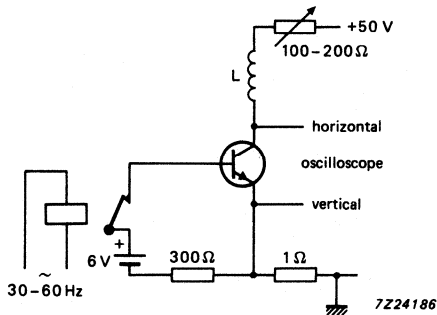 +50 V
100–200Ω
L
horizontal
oscilloscope
vertical
+
6 V
300Ω
1Ω
~
30–60 Hz
7Z24186